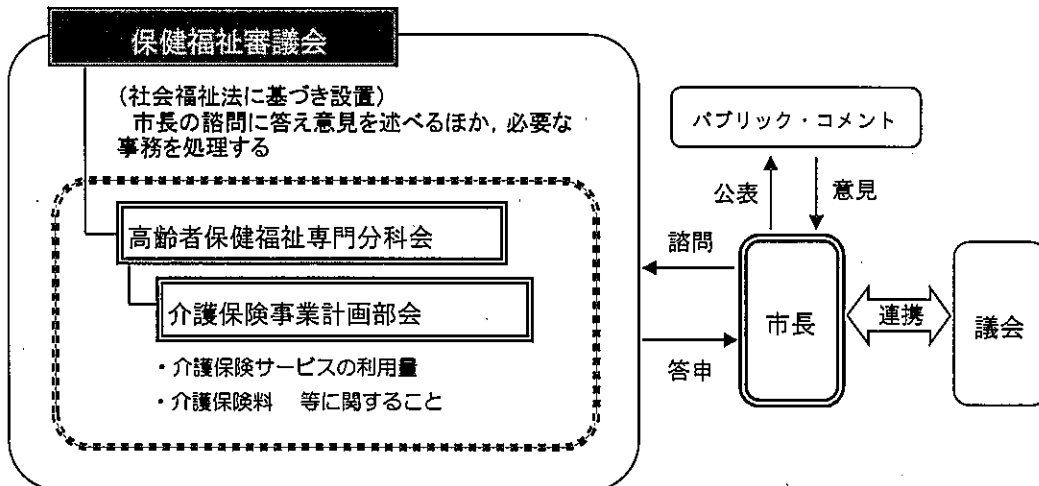 保健福祉審議会
(社会福祉法に基づき設置)
市長の諮問に答え意見を述べるほか,必要な
事務を処理する
高齢者保健福祉専門分科会
介護保険事業計画部会
・介護保険サービスの利用量
・介護保険料 等に関すること
パブリック・コメント
公表
意見
諮問
答申
市長
連携
議会